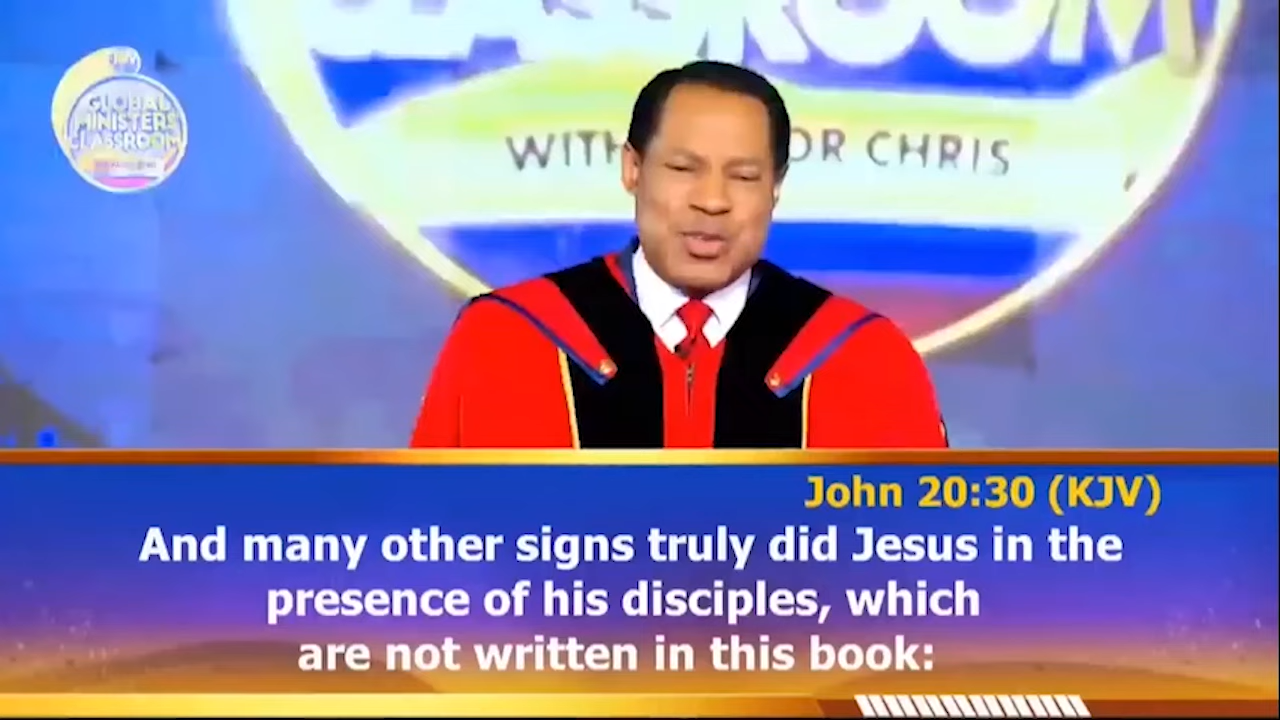 GLOBAL
MINISTERS
CLASSROOM
WITH OR CHRIS
John 20:30 (KJV)
And many other signs truly did Jesus in the
presence of his disciples, which
are not written in this book: